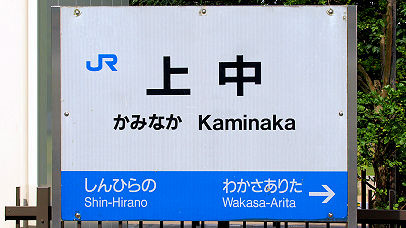 JR
上中
かみなか Kaminaka
しんひらの わかさありた
Shin-Hirano Wakasa-Arita